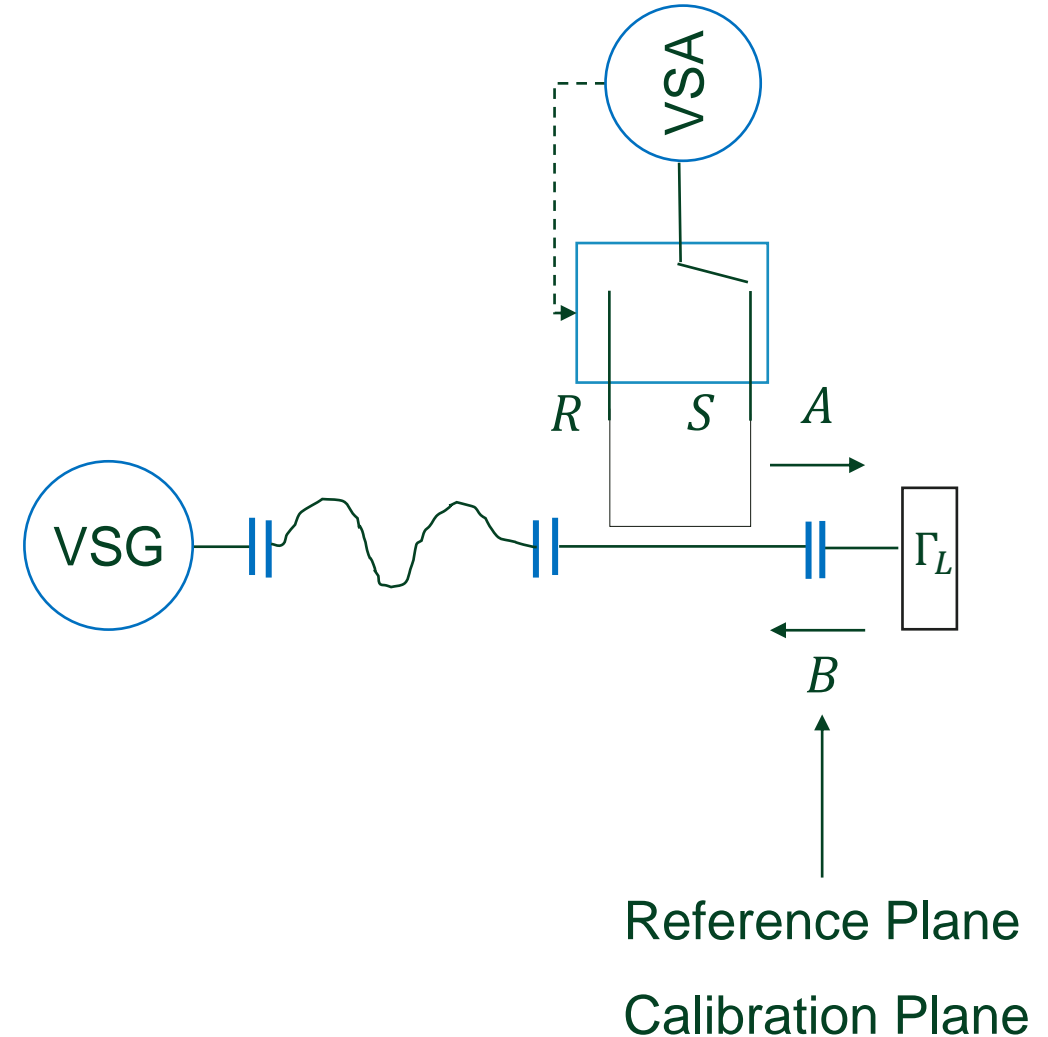 VSA
R
S
A
VSG
Γ_L
B
Reference Plane
Calibration Plane